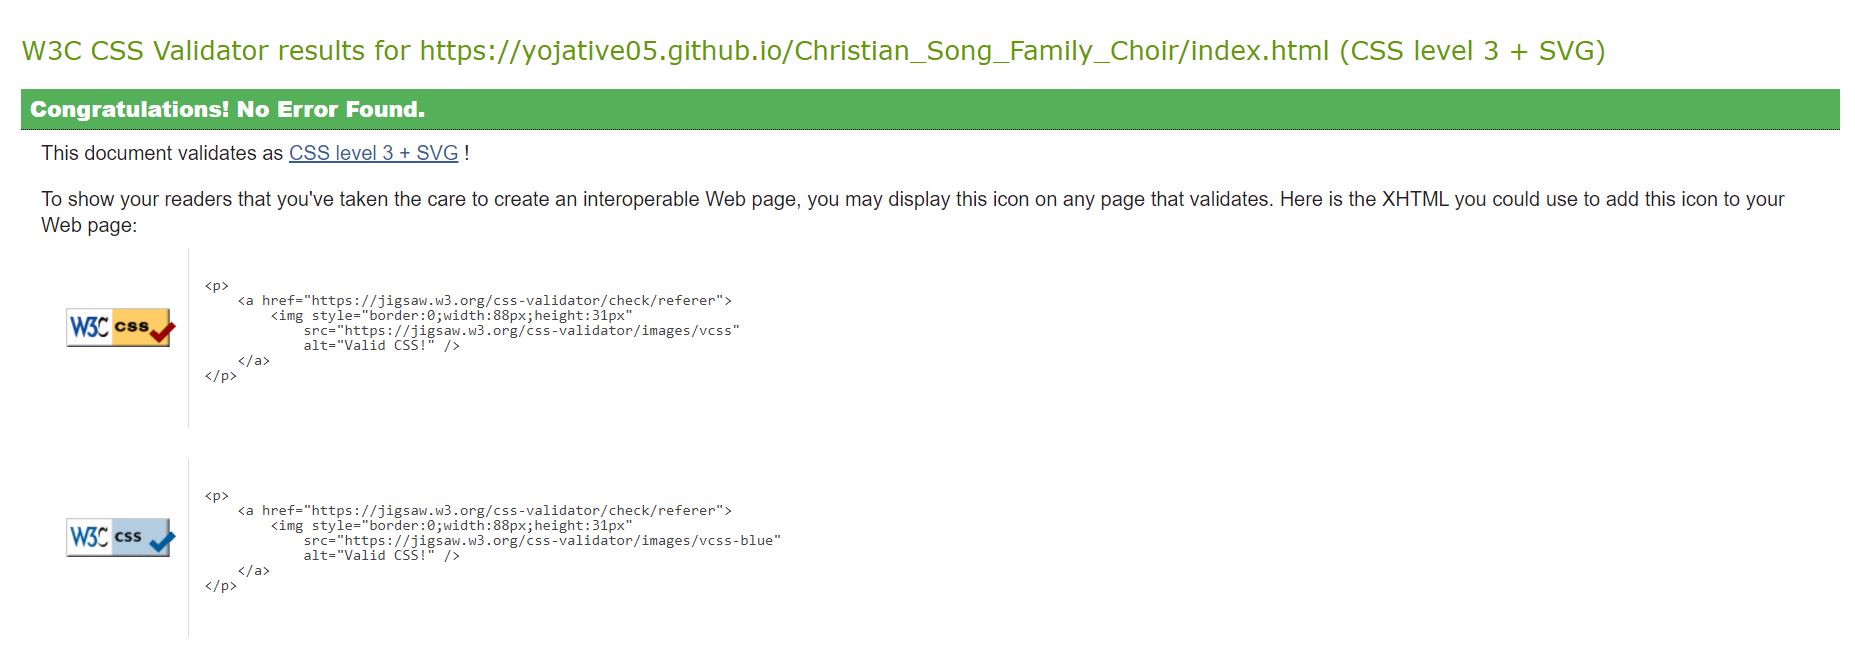 W3C CSS Validator results for https://yojative05.github.io/Christian_Song_Family_Choir/index.html (CSS level 3 + SVG)
Congratulations! No Error Found.
This document validates as CSS level 3 + SVG !
To show your readers that you've taken the care to create an interoperable Web page, you may display this icon on any page that validates. Here is the XHTML you could use to add this icon to your
Web page:
W3C css
<p>
    <a href="https://jigsaw.w3.org/css-validator/check/referer">
        <img style="border:0;width:88px;height:31px"
            src="https://jigsaw.w3.org/css-validator/images/vcss"
            alt="Valid CSS!" />
    </a>
</p>
W3C css
<p>
    <a href="https://jigsaw.w3.org/css-validator/check/referer">
        <img style="border:0;width:88px;height:31px"
            src="https://jigsaw.w3.org/css-validator/images/vcss-blue"
            alt="Valid CSS!" />
    </a>
</p>